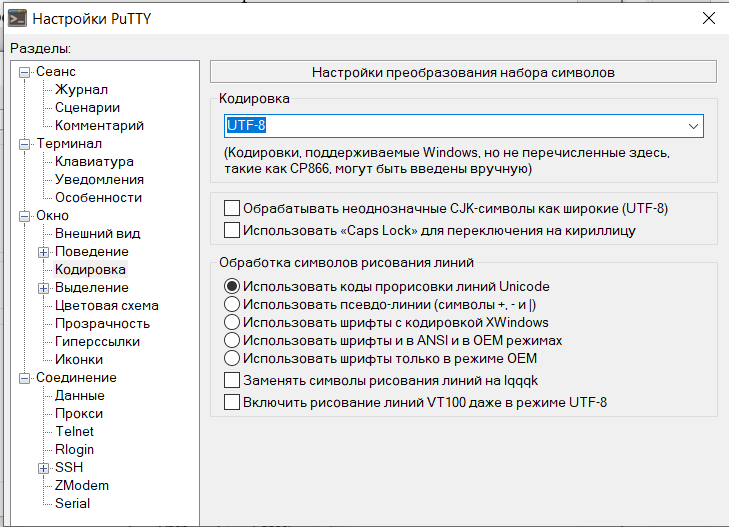 Настройки PuTTY
Разделы:
Сеанс
Журнал
Сценарии
Комментарий
Терминал
Клавиатура
Уведомления
Особенности
Окно
Внешний вид
Поведение
Кодировка
Выделение
Цветовая схема
Прозрачность
Гиперссылки
Иконки
Соединение
Данные
Прокси
Telnet
Rlogin
SSH
ZModem
Serial
Настройки преобразования набора символов
Кодировка
UTF-8
(Кодировки, поддерживаемые Windows, но не перечисленные здесь,
такие как CP866, могут быть введены вручную)
Обрабатывать неоднозначные CJK-символы как широкие (UTF-8)
Использовать «Caps Lock» для переключения на кириллицу
Обработка символов рисования линий
Использовать коды прорисовки линий Unicode
Использовать псевдо-линии (символы +, - и |)
Использовать шрифты с кодировкой XWindows
Использовать шрифты и в ANSI и в OEM режимах
Использовать шрифты только в режиме OEM
Заменять символы рисования линий на lqqqk
Включить рисование линий VT100 даже в режиме UTF-8